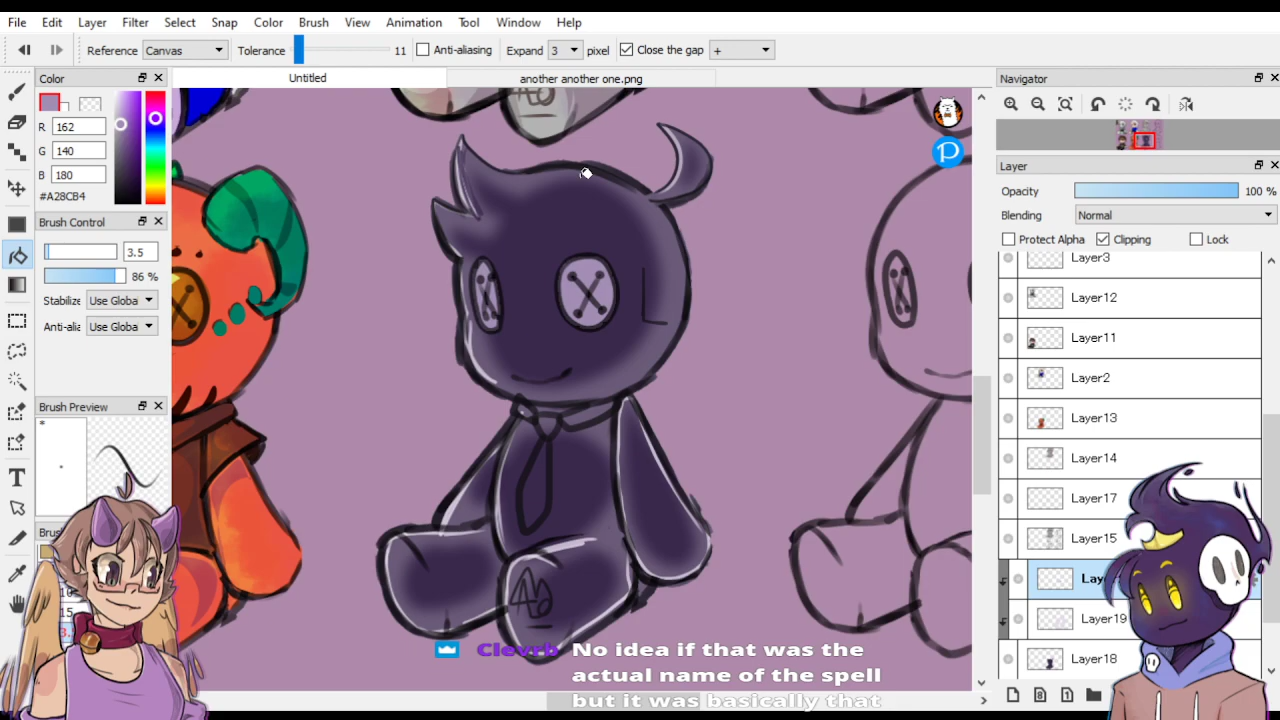 File Edit Layer Filter Select Snap Color Brush View Animation Tool Window Help
Reference Canvas Tolerance 11 Anti-aliasing Expand 3 pixel Close the gap +
Color
Untitled
another another one.png
Navigator
R 162
G 140
B 180
#A28CB4
Layer
Opacity 100 %
Blending Normal
Protect Alpha Clipping Lock
Brush Control
3.5
86 %
Stabilize Use Globa
Anti-alia Use Globa
Brush Preview
*
Layer3
Layer12
Layer11
Layer2
Layer13
Layer14
Layer17
Layer15
Layer19
Layer18
T
15
P
Clevrb No idea if that was the
actual name of the spell
but it was basically that